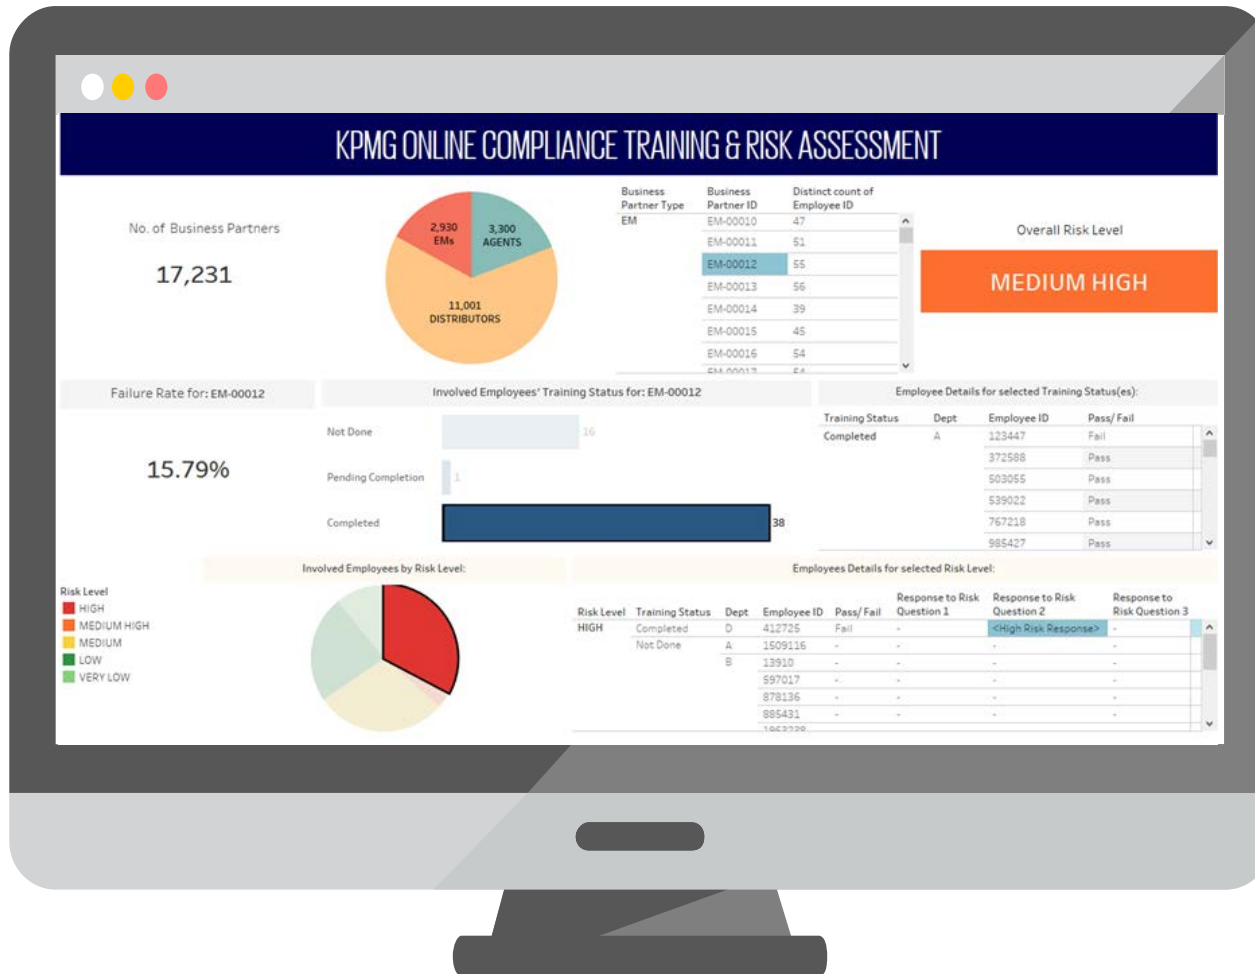 KPMG ONLINE COMPLIANCE TRAINING & RISK ASSESSMENT
No. of Business Partners
17,231
2,930
EMs
3,300
AGENTS
11,001
DISTRIBUTORS
Business Partner Type Business Partner ID Distinct count of Employee ID
EM EM-00010 47
EM-00011 51
EM-00012 55
EM-00013 56
EM-00014 39
EM-00015 45
EM-00016 54
EM-00017 54
Overall Risk Level
MEDIUM HIGH
Failure Rate for: EM-00012
15.79%
Involved Employees' Training Status for: EM-00012
Not Done 16
Pending Completion 1
Completed 38
Employee Details for selected Training Status(es):
Training Status Dept Employee ID Pass/ Fail
Completed A 123447 Fail
372588 Pass
503055 Pass
539022 Pass
767218 Pass
985427 Pass
Involved Employees by Risk Level:
Risk Level
HIGH
MEDIUM HIGH
MEDIUM
LOW
VERY LOW
Employees Details for selected Risk Level:
Risk Level Training Status Dept Employee ID Pass/ Fail Response to Risk Question 1 Response to Risk Question 2 Response to Risk Question 3
HIGH Completed D 412725 Fail - <High Risk Response> -
Not Done A 1509116 - - - -
B 13910 - - - -
597017 - - - -
878136 - - - -
885431 - - - -